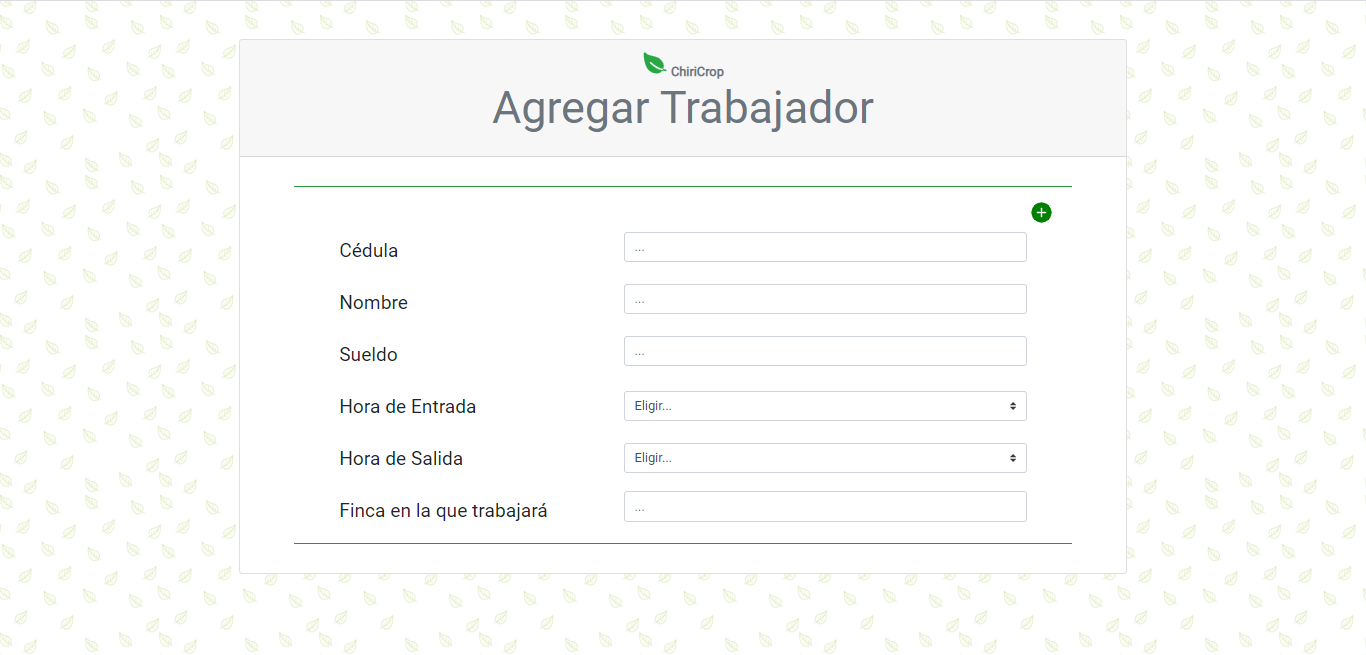 ChiriCrop
Agregar Trabajador
Cédula
...
Nombre
...
Sueldo
...
Hora de Entrada
Eligir...
Hora de Salida
Eligir...
Finca en la que trabajará
...